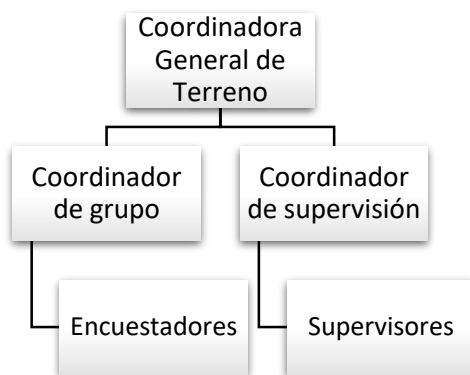 Coordinadora
General de
Terreno
Coordinador
de grupo
Coordinador
de supervisión
Encuestadores
Supervisores